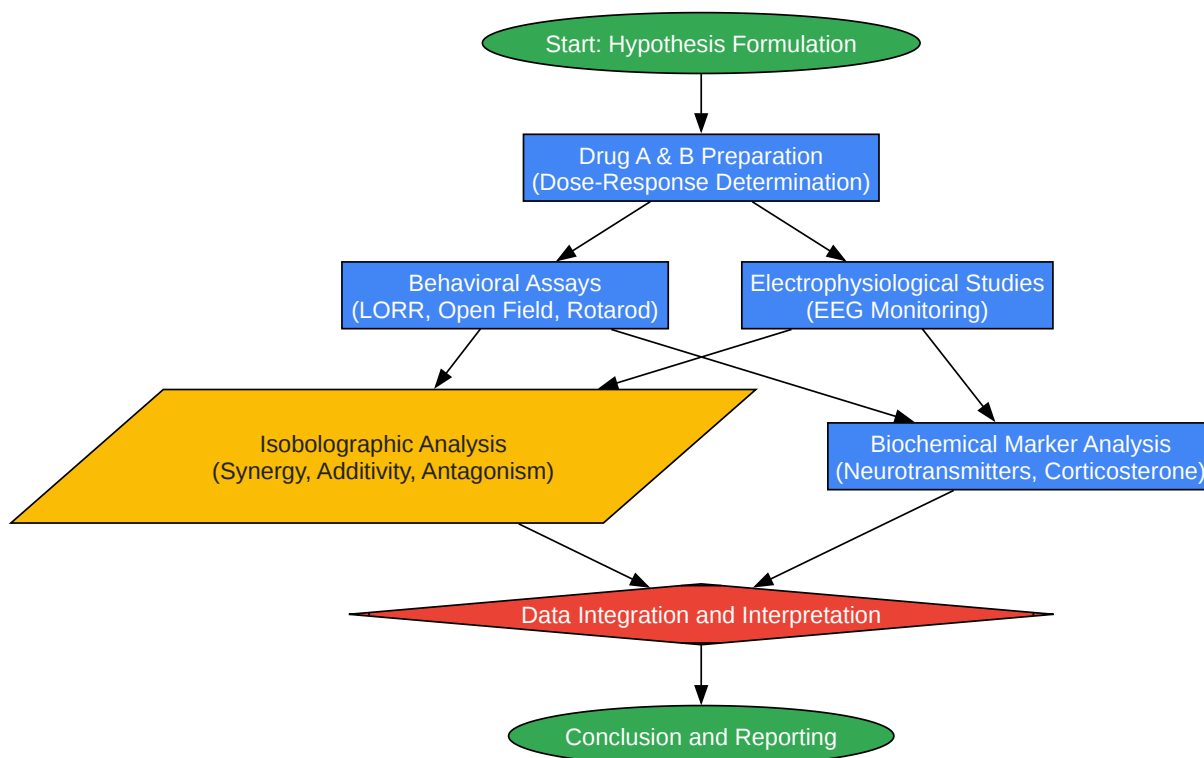 Start: Hypothesis Formulation
Drug A & B Preparation
(Dose-Response Determination)
Behavioral Assays
(LORR, Open Field, Rotarod)
Electrophysiological Studies
(EEG Monitoring)
Isobolographic Analysis
(Synergy, Additivity, Antagonism)
Biochemical Marker Analysis
(Neurotransmitters, Corticosterone)
Data Integration and Interpretation
Conclusion and Reporting